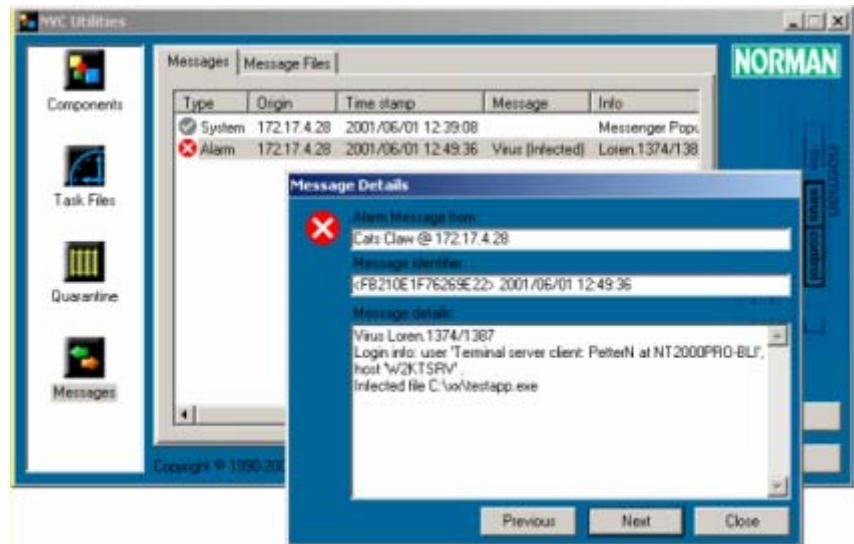 NVC Utilities
NORMAN
Components
Task Files
Quarantine
Messages
Messages Message Files
Type Origin Time stamp Message Info
System 172.17.4.28 2001/06/01 12:39:08 Messenger Popu
Alarm 172.17.4.28 2001/06/01 12:49:36 Virus (Infected) Loren.1374/138
norman
virus control
Message Details
Alarm Message from:
Cats Claw @ 172.17.4.28
Message identifier:
<FB210E1F76269E22> 2001/06/01 12:49:36
Message details:
Virus Loren.1374/1387
Login info: user 'Terminal server client: PetterN at NT2000PRO-BLI',
host 'W2KTSRV' .
Infected file C:\vx\testapp.exe
Copyright © 1990-200
Previous Next Close